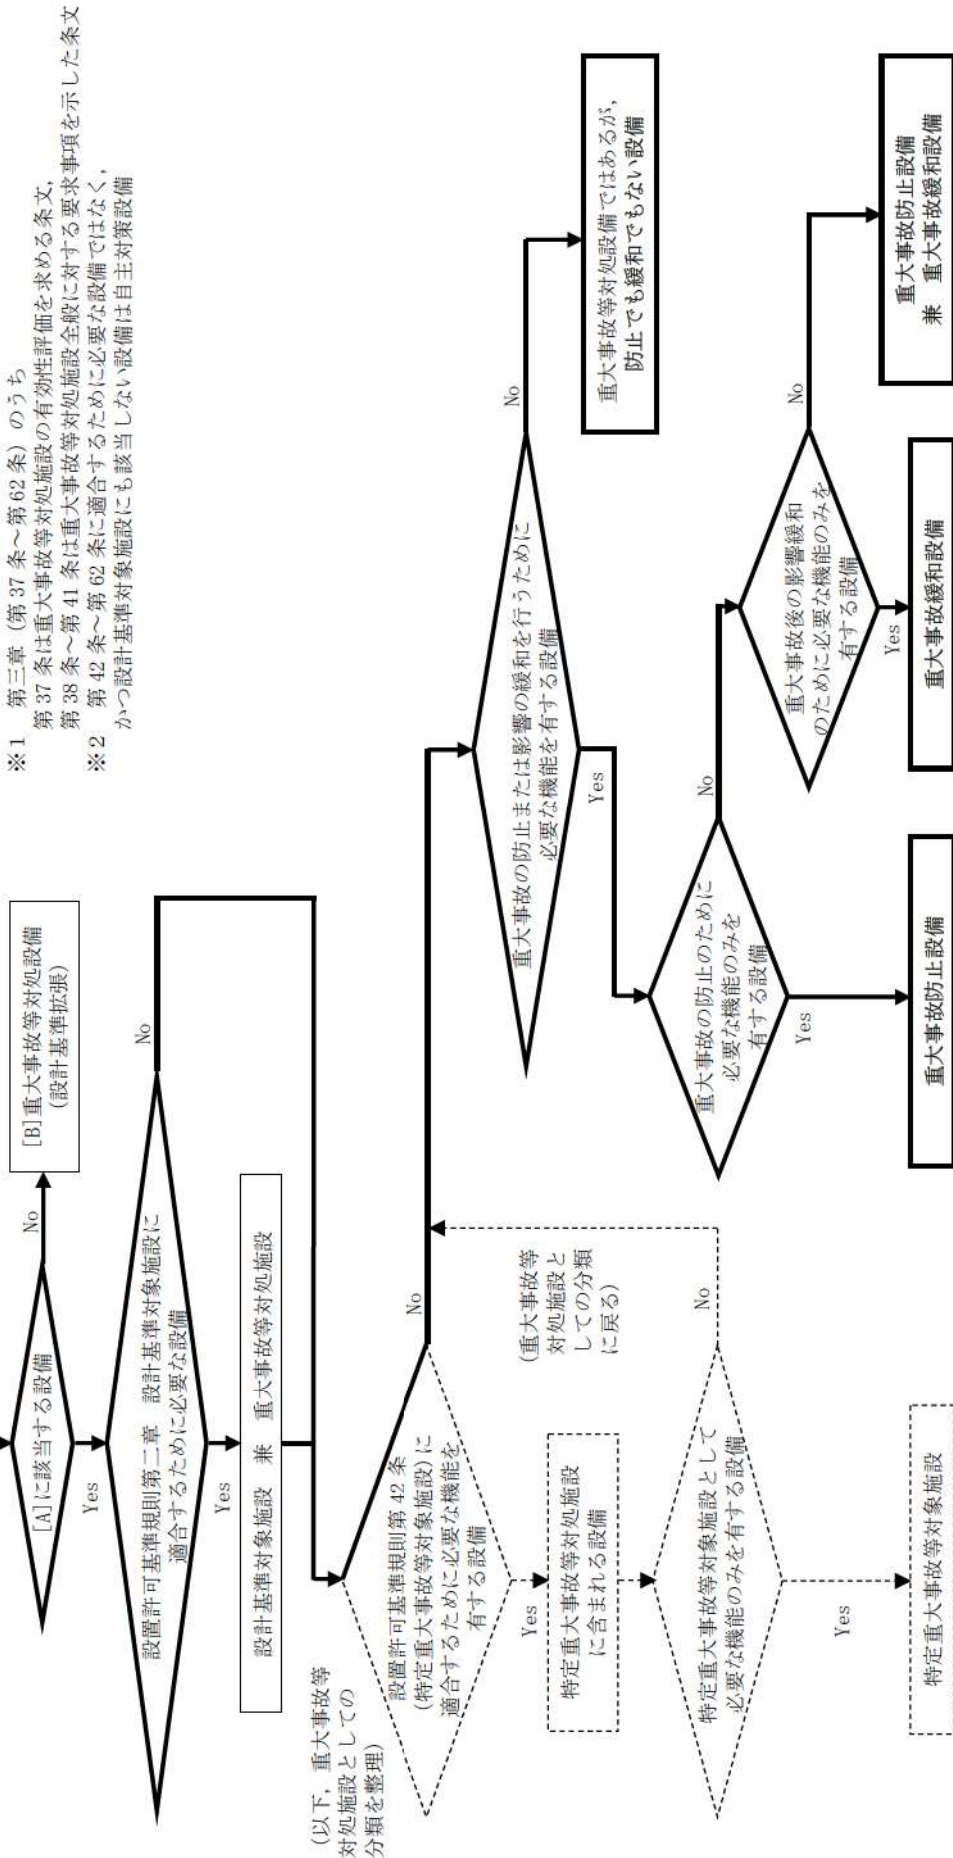 ※1 第三章（第37条～第62条）のうち
第37条は重大事故等対処施設の有効性評価を求める条文，
第38条～第41条は重大事故等対処施設全般に対する要求事項を示した条文
※2 第42条～第62条に適合するために必要な設備ではなく，
かつ設計基準対象施設にも該当しない設備は自主対策設備
[A]に該当する設備
No
[B]重大事故等対処設備
(設計基準拡張)
Yes
設置許可基準規則第二章 設計基準対象施設に
適合するために必要な設備
No
Yes
設計基準対象施設 兼 重大事故等対処施設
(以下，重大事故等
対処施設としての
分類を整理)
設置許可基準規則第42条
(特定重大事故等対象施設)に
適合するために必要な機能を
有する設備
No
Yes
特定重大事故等対処施設
に含まれる設備
(重大事故等
対処施設と
しての分類
に戻る)
特定重大事故等対象施設として
必要な機能のみを有する設備
No
Yes
特定重大事故等対象施設
重大事故の防止または影響の緩和を行うために
必要な機能を有する設備
No
重大事故等対処設備ではあるが，
防止でも緩和でもない設備
Yes
重大事故の防止のために
必要な機能のみを
有する設備
No
Yes
重大事故防止設備
重大事故後の影響緩和
のために必要な機能のみを
有する設備
No
Yes
重大事故緩和設備
重大事故防止設備
兼 重大事故緩和設備